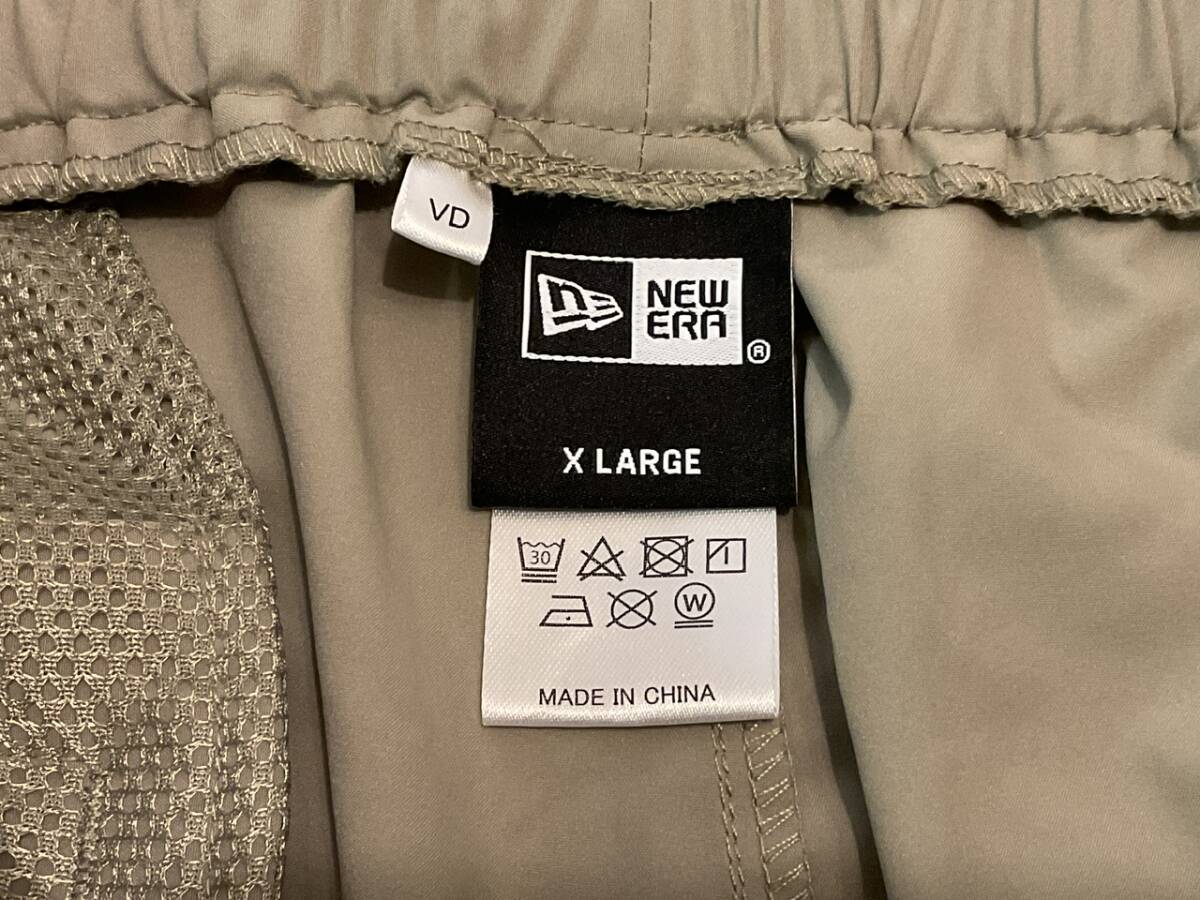 VD
NEW
ERA
®
X LARGE
30
W
MADE IN CHINA